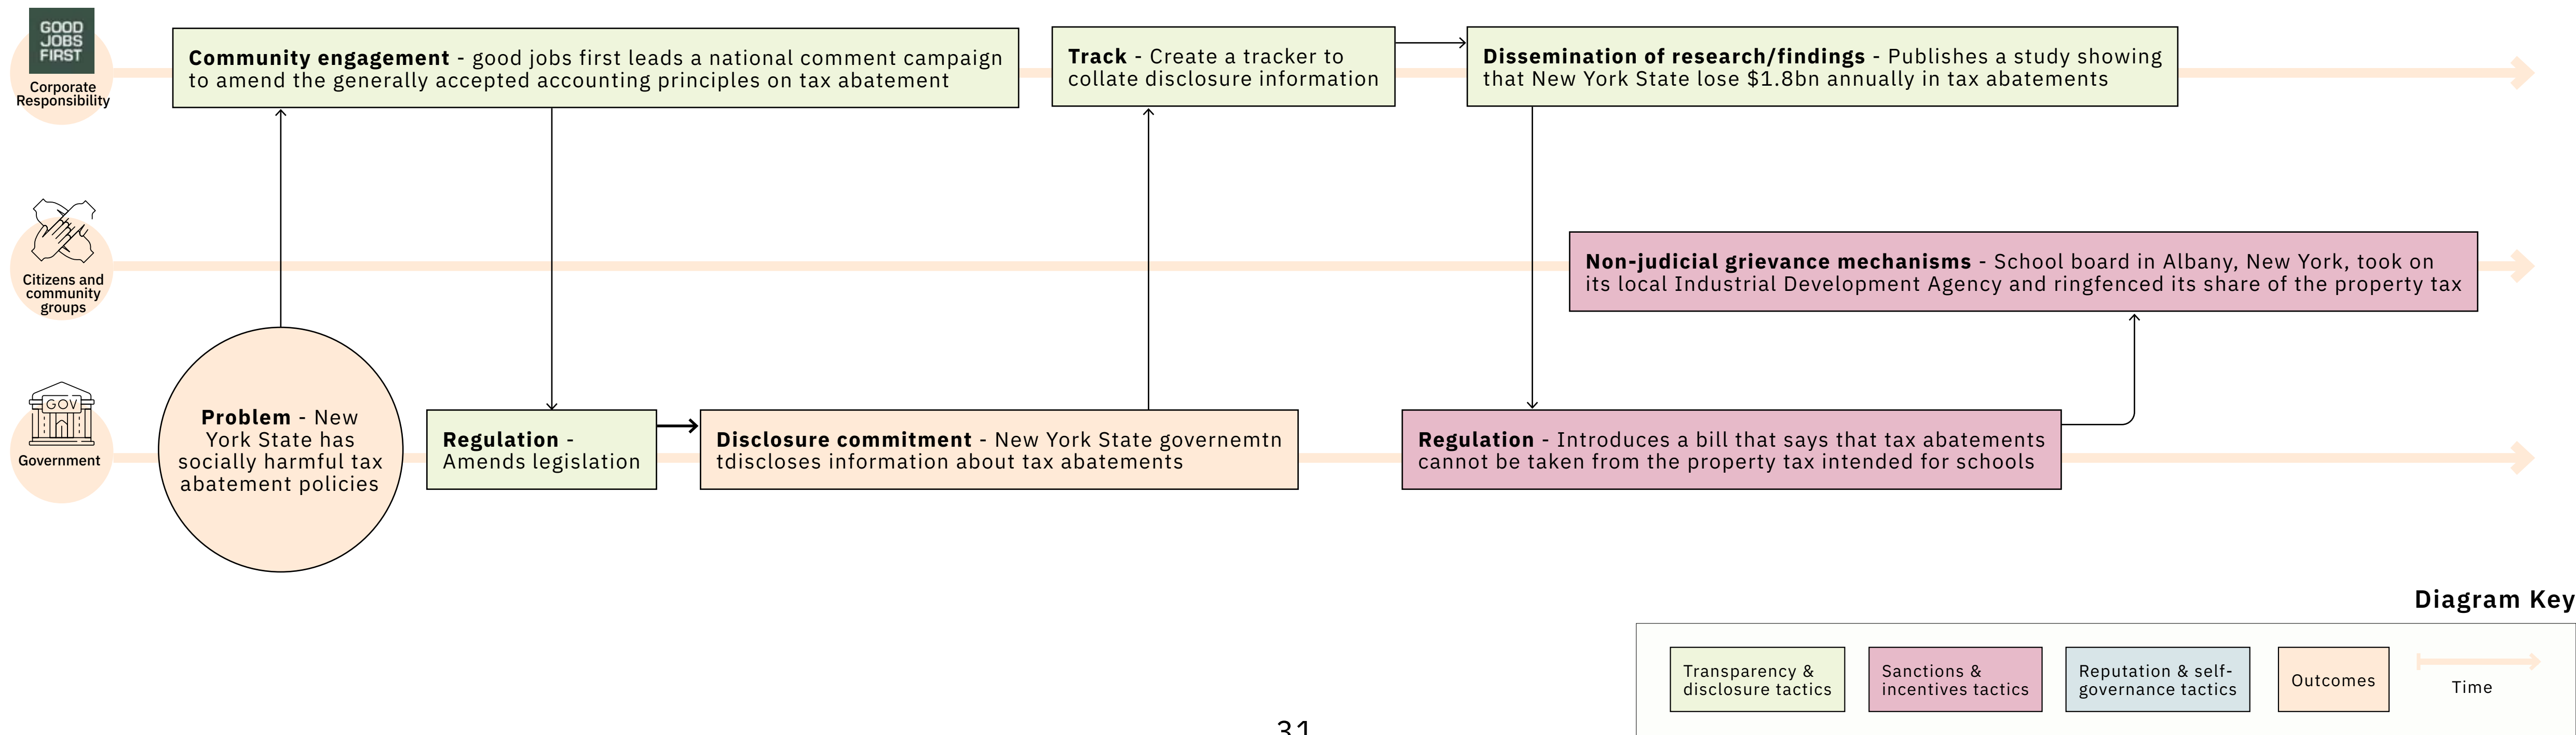 GOOD
JOBS
FIRST
Corporate
Responsibility
Community engagement - good jobs first leads a national comment campaign
to amend the generally accepted accounting principles on tax abatement
Track - Create a tracker to
collate disclosure information
Dissemination of research/findings - Publishes a study showing
that New York State lose $1.8bn annually in tax abatements
Citizens and
community
groups
Non-judicial grievance mechanisms - School board in Albany, New York, took on
its local Industrial Development Agency and ringfenced its share of the property tax
GOV
Government
Problem - New
York State has
socially harmful tax
abatement policies
Regulation -
Amends legislation
Disclosure commitment - New York State governemtn
tdiscloses information about tax abatements
Regulation - Introduces a bill that says that tax abatements
cannot be taken from the property tax intended for schools
Diagram Key
Transparency &
disclosure tactics
Sanctions &
incentives tactics
Reputation & self-
governance tactics
Outcomes
Time
31